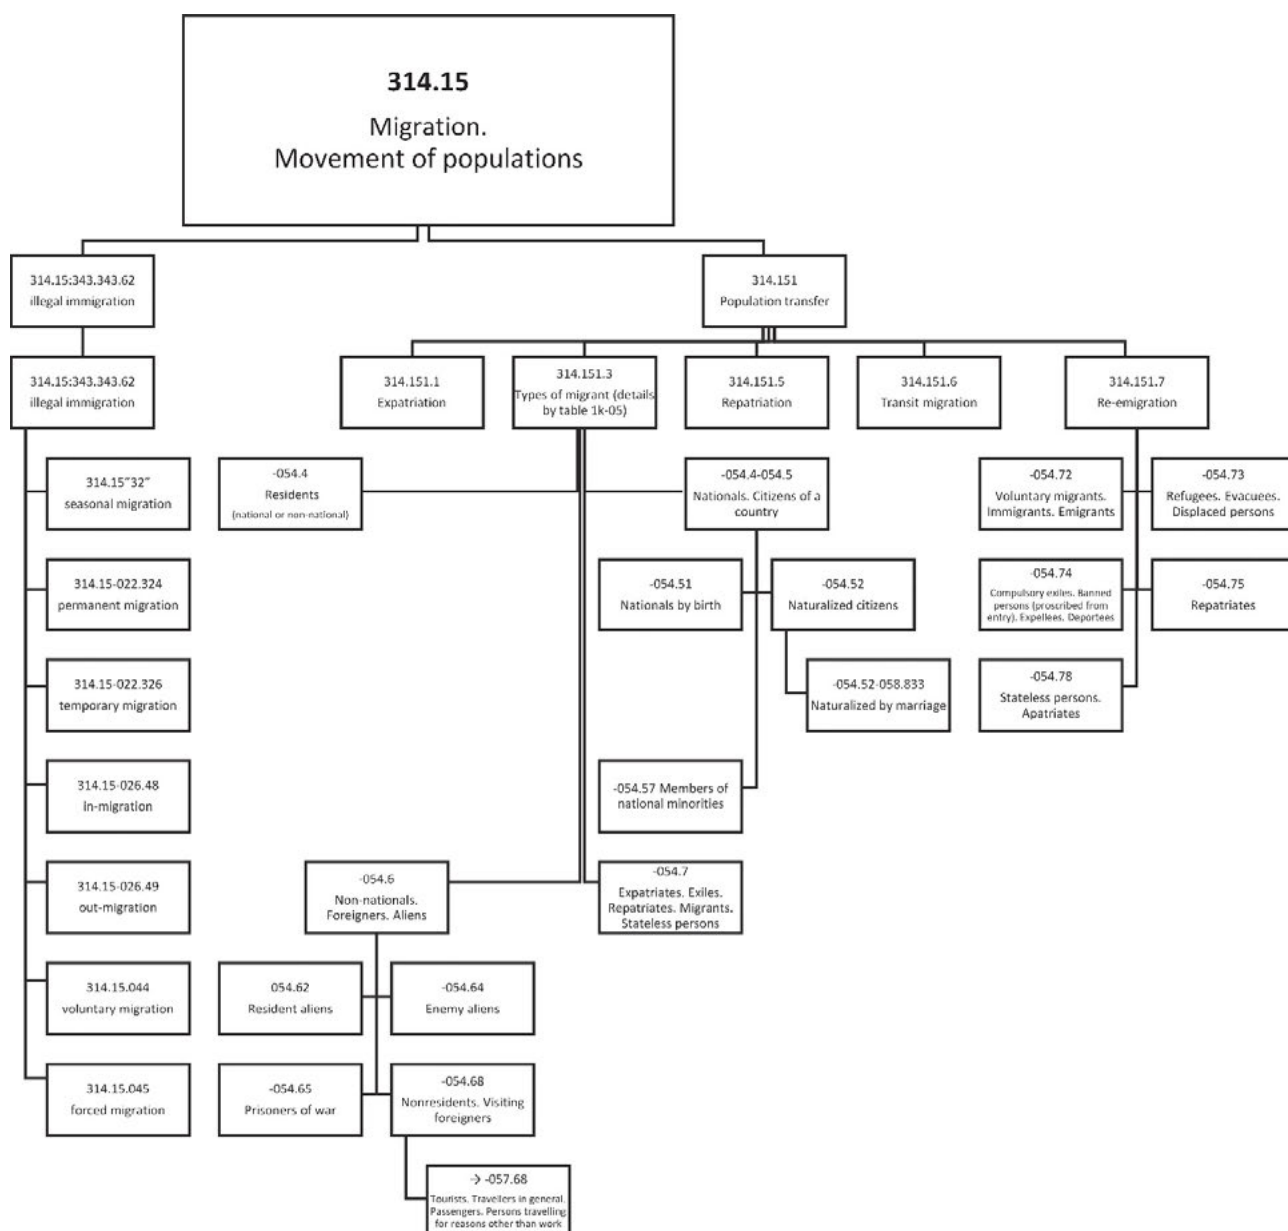 314.15
Migration.
Movement of populations
314.15:343.343.62
illegal immigration
314.151
Population transfer
314.15:343.343.62
illegal immigration
314.151.1
Expatriation
314.151.3
Types of migrant (details
by table 1k-05)
314.151.5
Repatriation
314.151.6
Transit migration
314.151.7
Re-emigration
314.15"32"
seasonal migration
-054.4
Residents
(national or non-national)
-054.4-054.5
Nationals. Citizens of a
country
-054.72
Voluntary migrants.
Immigrants. Emigrants
-054.73
Refugees. Evacuees.
Displaced persons
314.15-022.324
permanent migration
-054.51
Nationals by birth
-054.52
Naturalized citizens
-054.74
Compulsory exiles. Banned
persons (proscribed from
entry). Expellees. Deportees
-054.75
Repatriates
314.15-022.326
temporary migration
-054.52-058.833
Naturalized by marriage
-054.78
Stateless persons.
Apatriates
314.15-026.48
in-migration
-054.57 Members of
national minorities
314.15-026.49
out-migration
-054.6
Non-nationals.
Foreigners. Aliens
-054.7
Expatriates. Exiles.
Repatriates. Migrants.
Stateless persons
314.15.044
voluntary migration
054.62
Resident aliens
-054.64
Enemy aliens
314.15.045
forced migration
-054.65
Prisoners of war
-054.68
Nonresidents. Visiting
foreigners
→ -057.68
Tourists. Travellers in general.
Passengers. Persons travelling
for reasons other than work